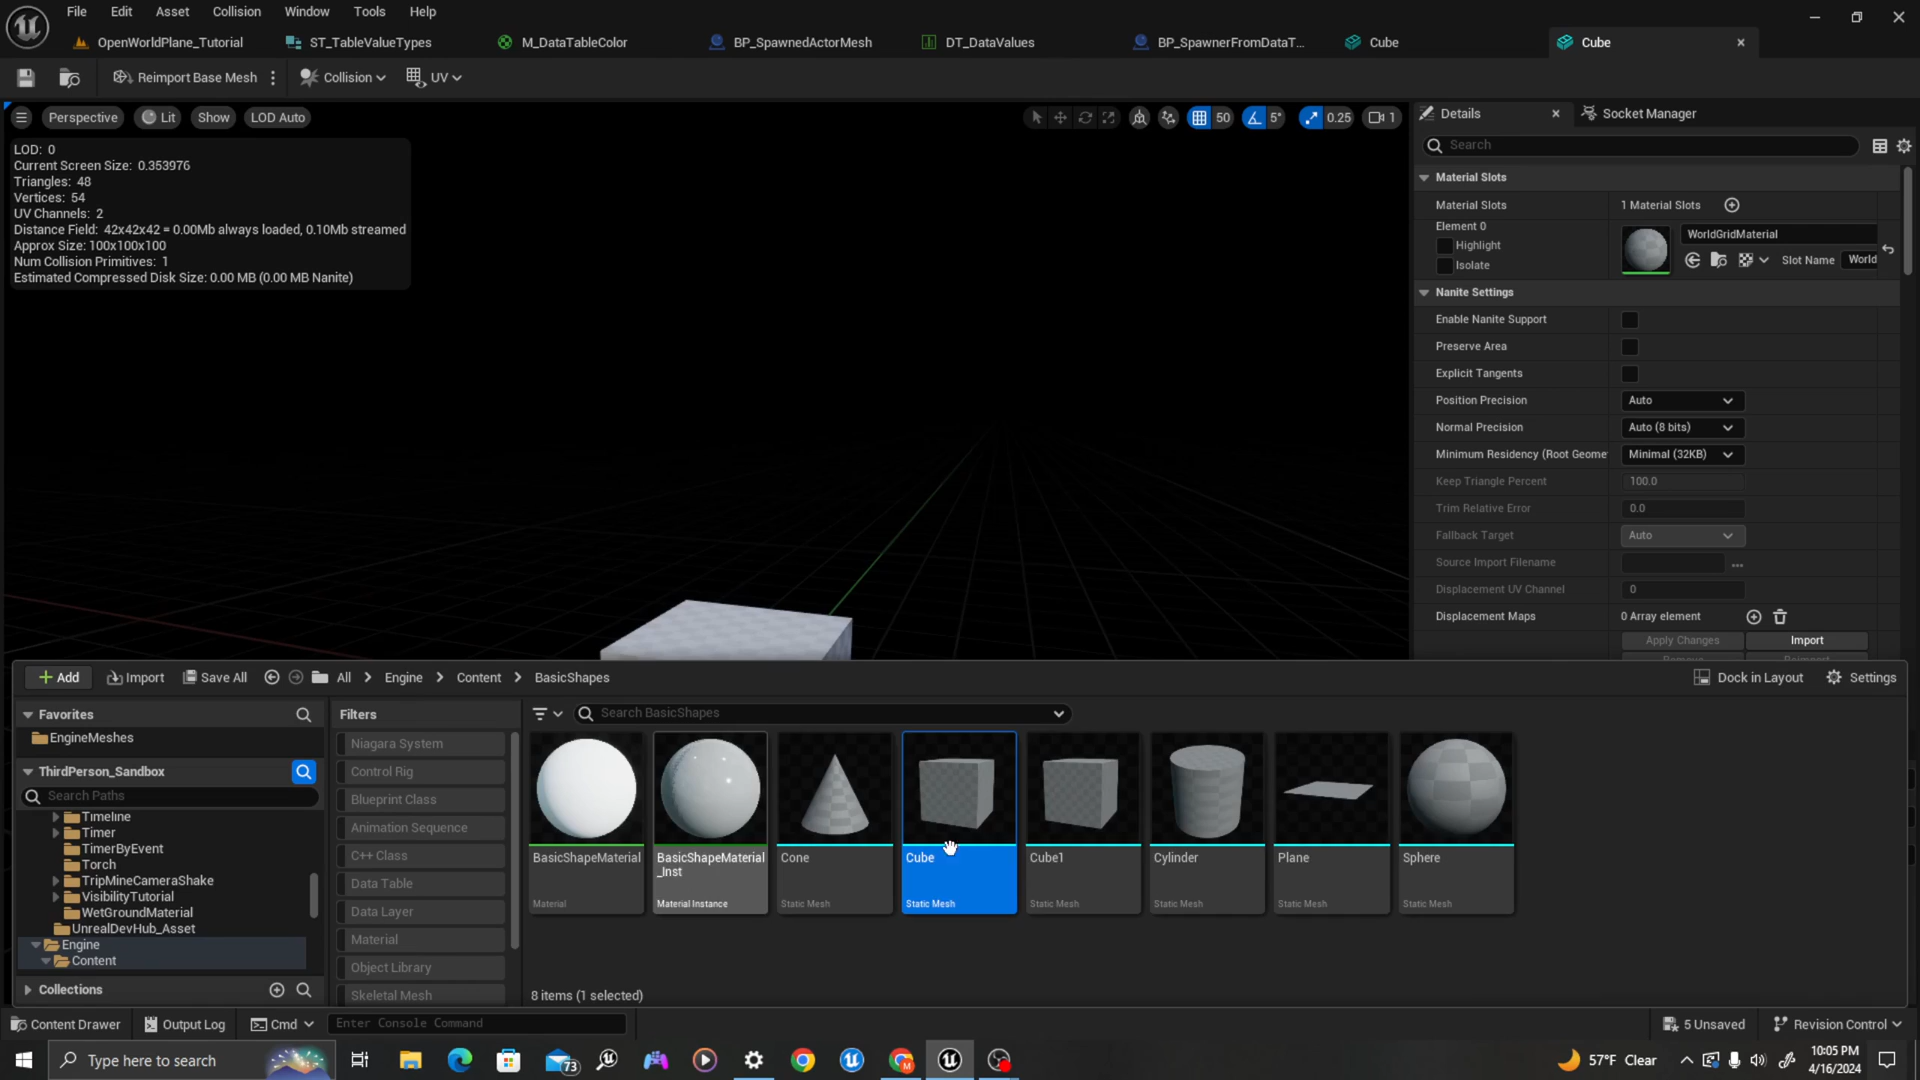 File Edit Asset Collision Window Tools Help
OpenWorldPlane_Tutorial ST_TableValueTypes M_DataTableColor BP_SpawnedActorMesh DT_DataValues BP_SpawnerFromDataT... Cube Cube
Reimport Base Mesh Collision UV
Perspective Lit Show LOD Auto 50 5° 0.25 1
LOD: 0
Current Screen Size: 0.353976
Triangles: 48
Vertices: 54
UV Channels: 2
Distance Field: 42x42x42 = 0.00Mb always loaded, 0.10Mb streamed
Approx Size: 100x100x100
Num Collision Primitives: 1
Estimated Compressed Disk Size: 0.00 MB (0.00 MB Nanite)
Details Socket Manager
Search
Material Slots
Material Slots 1 Material Slots
Element 0
Highlight
Isolate
WorldGridMaterial
Slot Name World
Nanite Settings
Enable Nanite Support
Preserve Area
Explicit Tangents
Position Precision Auto
Normal Precision Auto (8 bits)
Minimum Residency (Root Geome Minimal (32KB)
Keep Triangle Percent 100.0
Trim Relative Error 0.0
Fallback Target Auto
Source Import Filename ...
Displacement UV Channel 0
Displacement Maps 0 Array element
Apply Changes Import
Add Import Save All All Engine Content BasicShapes Dock in Layout Settings
Favorites
EngineMeshes
ThirdPerson_Sandbox
Search Paths
Timeline
Timer
TimerByEvent
Torch
TripMineCameraShake
VisibilityTutorial
WetGroundMaterial
UnrealDevHub_Asset
Engine
Content
Collections
Filters
Niagara System
Control Rig
Blueprint Class
Animation Sequence
C++ Class
Data Table
Data Layer
Material
Object Library
Skeletal Mesh
Search BasicShapes
BasicShapeMaterial
Material
BasicShapeMaterial
_Inst
Material Instance
Cone
Static Mesh
Cube
Static Mesh
Cube1
Static Mesh
Cylinder
Static Mesh
Plane
Static Mesh
Sphere
Static Mesh
8 items (1 selected)
Content Drawer Output Log Cmd Enter Console Command 5 Unsaved Revision Control
Type here to search 73 57°F Clear
10:05 PM
4/16/2024